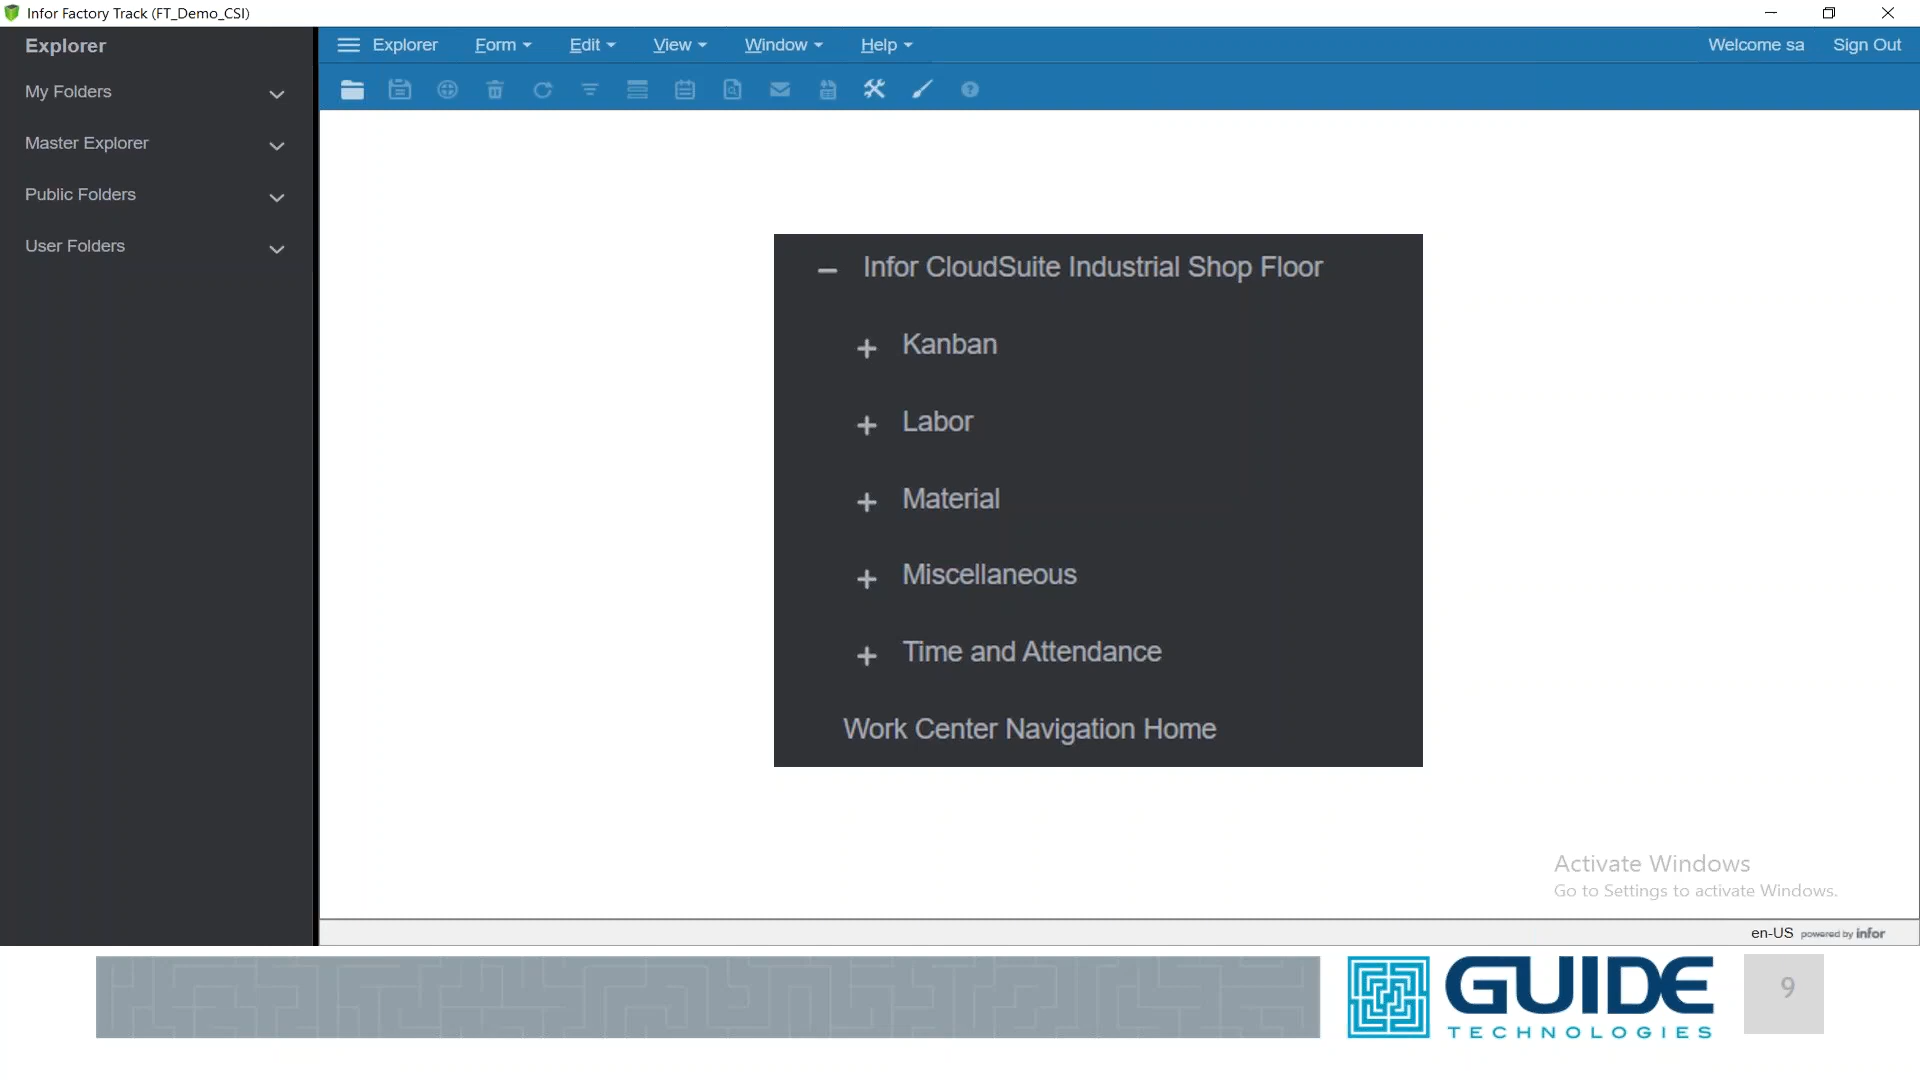 Infor Factory Track (FT_Demo_CSI)
Explorer
My Folders
Master Explorer
Public Folders
User Folders
Explorer Form Edit View Window Help Welcome sa Sign Out
Infor CloudSuite Industrial Shop Floor
Kanban
Labor
Material
Miscellaneous
Time and Attendance
Work Center Navigation Home
Activate Windows
Go to Settings to activate Windows.
en-US powered by infor
GUIDE
TECHNOLOGIES
9